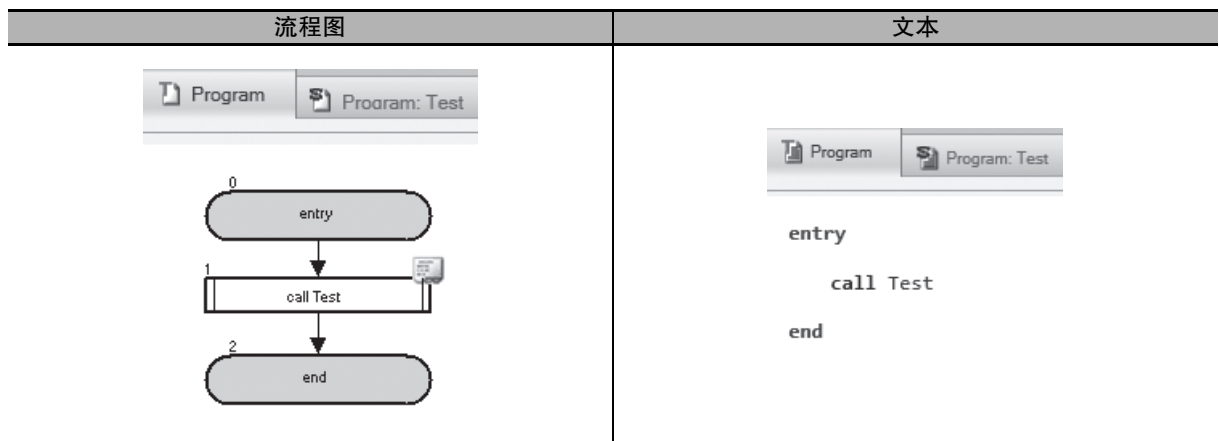 流程图
文本
Program
Program: Test
0
entry
1
call Test
2
end
Program
Program: Test
entry
call Test
end